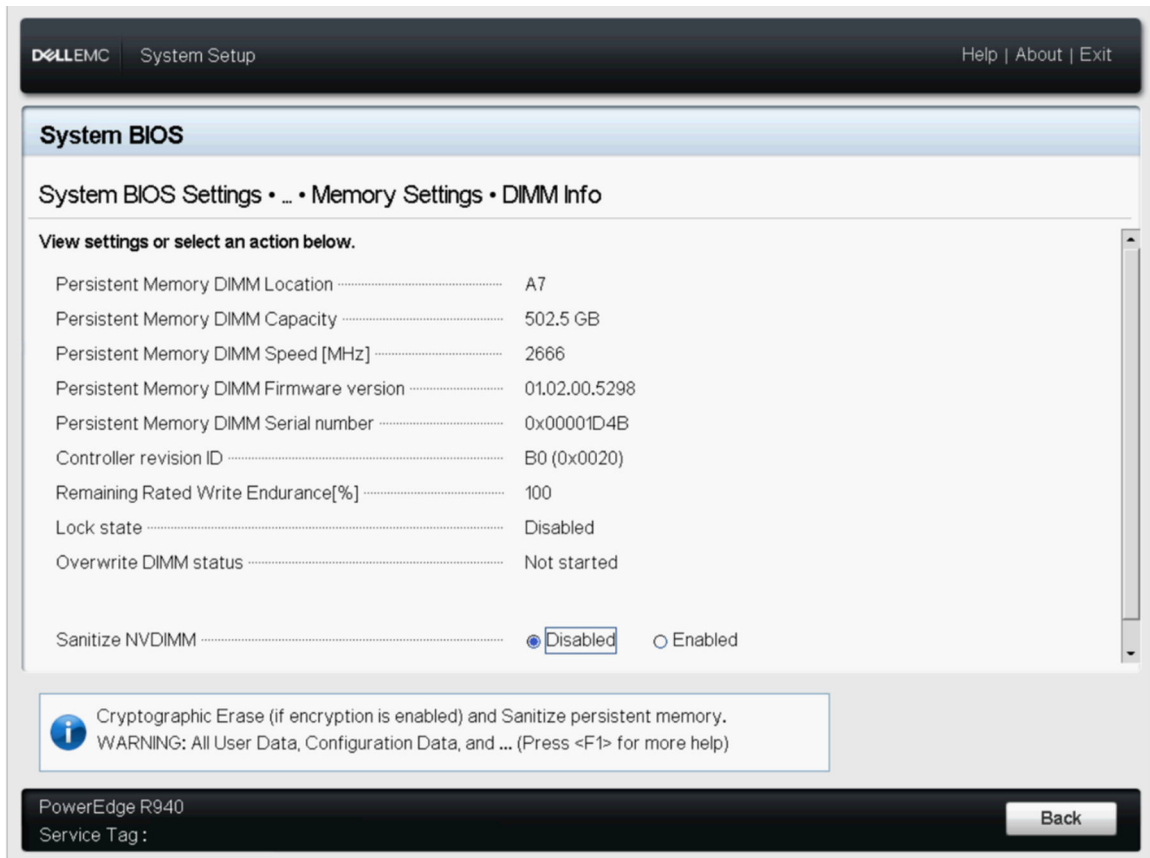 DELLEMC System Setup Help | About | Exit
System BIOS
System BIOS Settings • ... • Memory Settings • DIMM Info
View settings or select an action below.
Persistent Memory DIMM Location A7
Persistent Memory DIMM Capacity 502.5 GB
Persistent Memory DIMM Speed [MHz] 2666
Persistent Memory DIMM Firmware version 01.02.00.5298
Persistent Memory DIMM Serial number 0x00001D4B
Controller revision ID B0 (0x0020)
Remaining Rated Write Endurance[%] 100
Lock state Disabled
Overwrite DIMM status Not started
Sanitize NVDIMM Disabled Enabled
Cryptographic Erase (if encryption is enabled) and Sanitize persistent memory.
WARNING: All User Data, Configuration Data, and ... (Press <F1> for more help)
PowerEdge R940
Service Tag :
Back